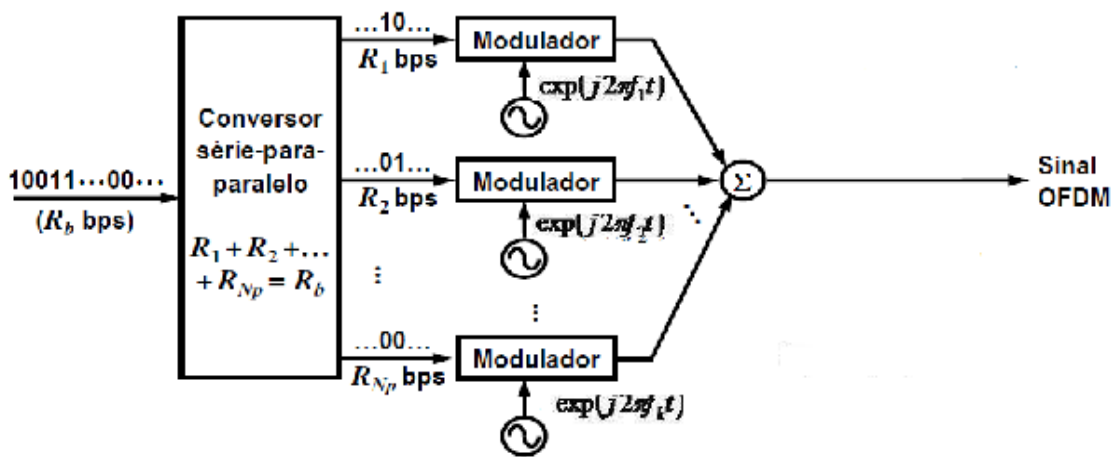 10011···00···
(R_b bps)
Conversor
série-para-
paralelo
R_1 + R_2 + ...
+ R_Np = R_b
...10...
R_1 bps
Modulador
exp(j2πf_1t)
...01...
R_2 bps
Modulador
exp(j2πf_2t)
...
...
...
...00...
R_Np bps
Modulador
exp(j2πf_kt)
Σ
Sinal
OFDM